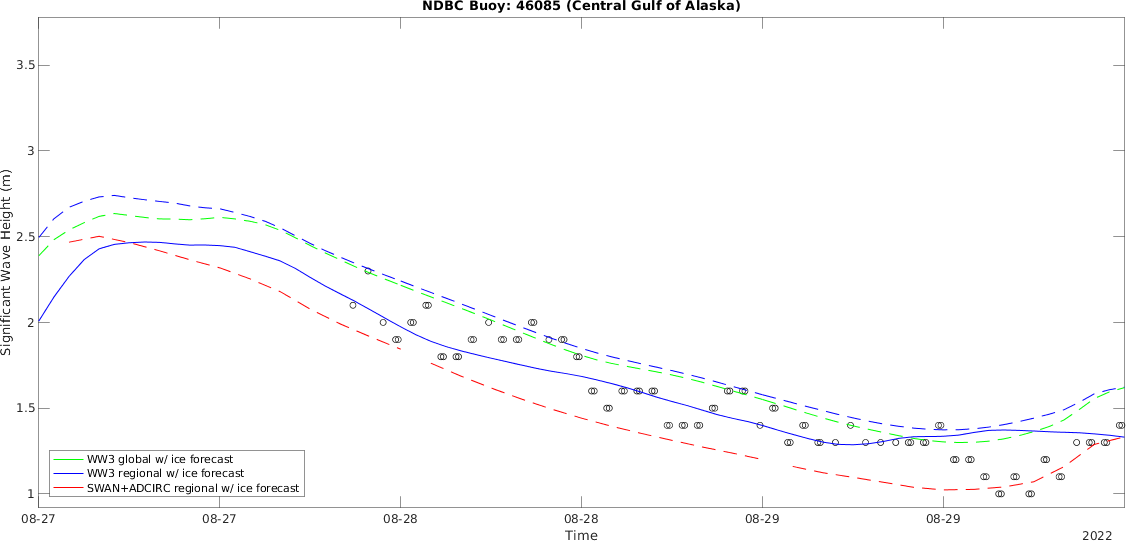 NDBC Buoy: 46085 (Central Gulf of Alaska)
Significant Wave Height (m)
3.5
3
2.5
2
1.5
1
WW3 global w/ ice forecast
WW3 regional w/ ice forecast
SWAN+ADCIRC regional w/ ice forecast
08-27 08-27 08-28 08-28 08-29 08-29
Time
2022